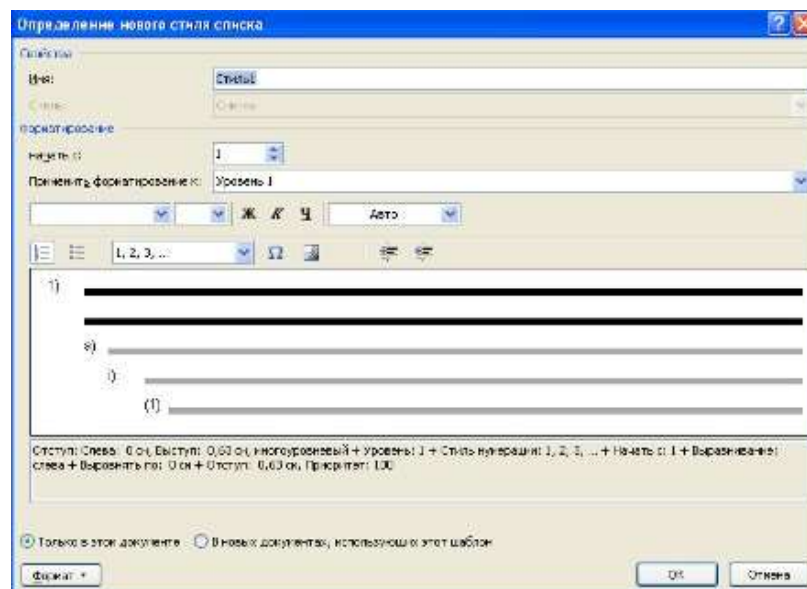 Определение нового стиля списка
Свойства
Имя: Стиль1
Стиль: Списка
Форматирование
начать с: 1
Применить форматирование к: Уровень 1
Ж К Ч Авто
1, 2, 3, ... Ω
1)
a)
i)
(1)
Отступ: Слева: 0 см, Выступ: 0,63 см, многоуровневый + Уровень: 1 + Стиль нумерации: 1, 2, 3, ... + Начать с: 1 + Выравнивание:
слева + Выровнять по: 0 см + Отступ: 0,63 см, Приоритет: 100
Только в этом документе В новых документах, использующих этот шаблон
Формат OK Отмена